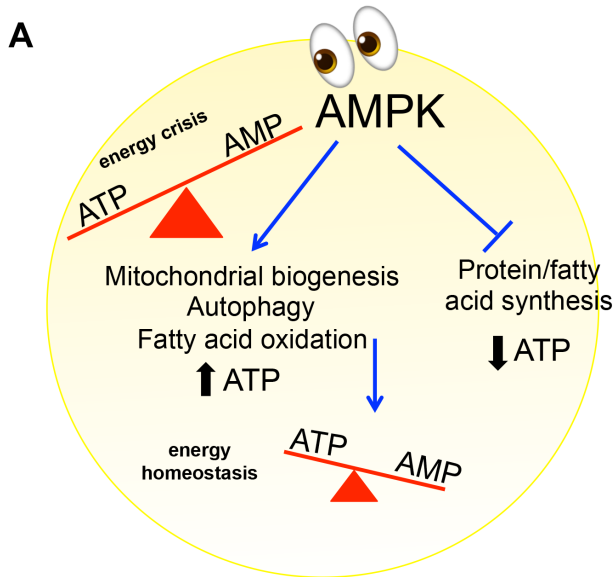 A
AMPK
energy crisis
ATP
AMP
Mitochondrial biogenesis
Autophagy
Fatty acid oxidation
ATP
Protein/fatty
acid synthesis
ATP
energy
homeostasis
ATP
AMP